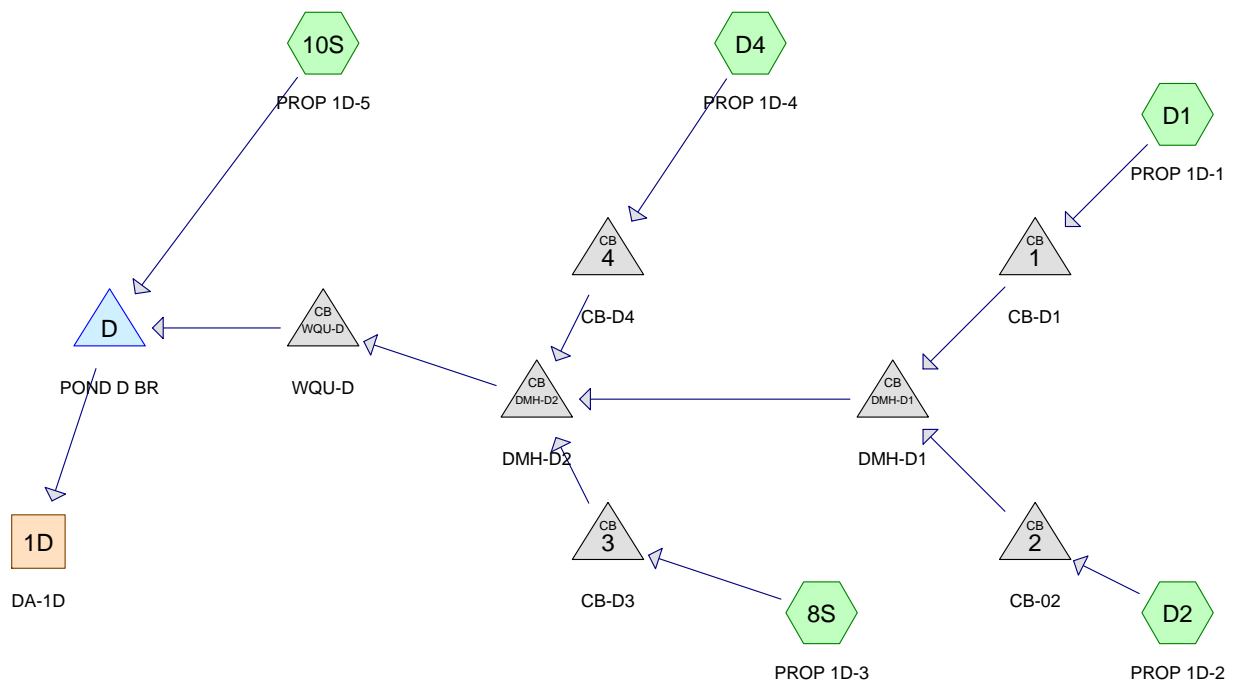 10S
PROP 1D-5
D4
PROP 1D-4
D1
PROP 1D-1
CB
4
CB-D4
CB
1
CB-D1
D
POND D BR
CB
WQU-D
WQU-D
CB
DMH-D2
DMH-D2
CB
DMH-D1
DMH-D1
1D
DA-1D
CB
3
CB-D3
CB
2
CB-02
8S
PROP 1D-3
D2
PROP 1D-2